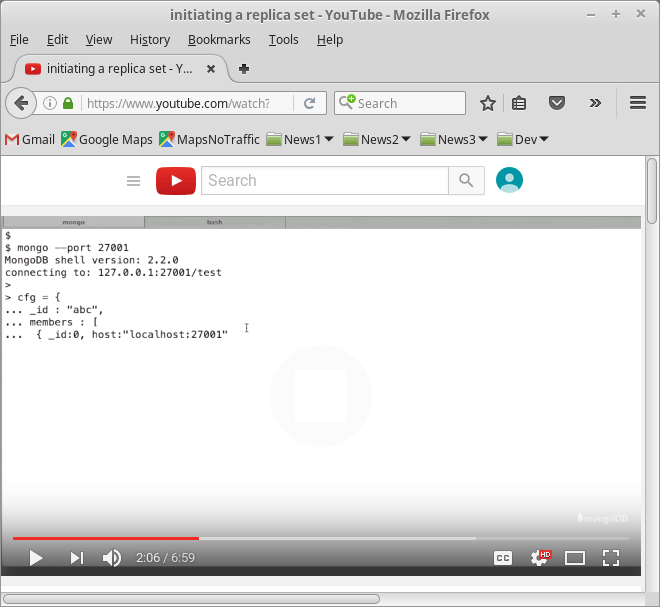 initiating a replica set - YouTube - Mozilla Firefox
File Edit View History Bookmarks Tools Help
initiating a replica set - Y...
https://www.youtube.com/watch?
Search
Gmail Google Maps MapsNoTraffic News1 News2 News3 Dev
Search
mongo bash
$
$ mongo --port 27001
MongoDB shell version: 2.2.0
connecting to: 127.0.0.1:27001/test
>
> cfg = {
... _id : "abc",
... members : [
...  { _id:0, host:"localhost:27001"
mongoDB
2:06 / 6:59
CC
HD